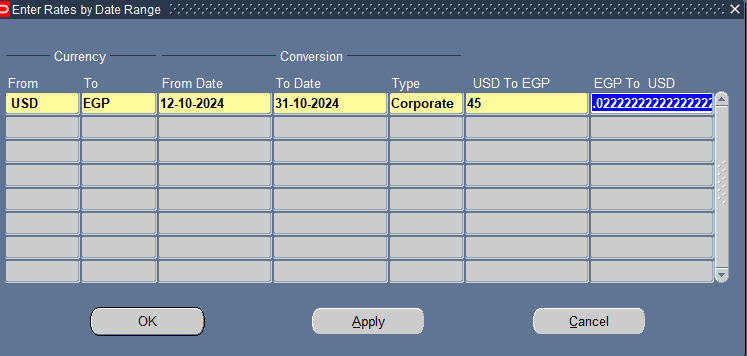 Enter Rates by Date Range
Currency Conversion
From To From Date To Date Type USD To EGP EGP To USD
USD EGP 12-10-2024 31-10-2024 Corporate 45 .0222222222222222
OK Apply Cancel